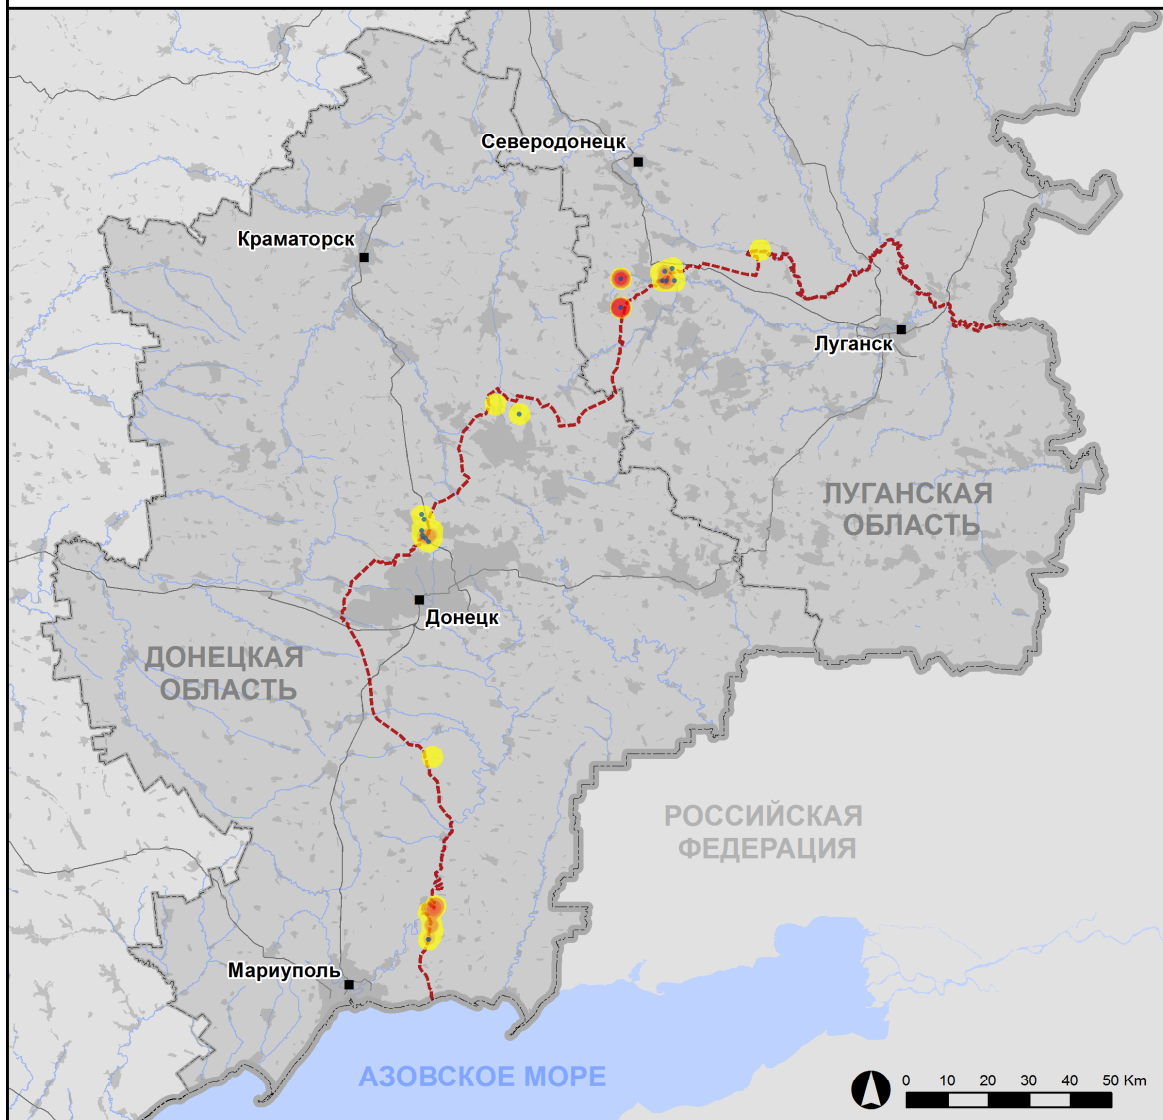 Северодонецк
Краматорск
Луганск
ЛУГАНСКАЯ
ОБЛАСТЬ
Донецк
ДОНЕЦКАЯ
ОБЛАСТЬ
РОССИЙСКАЯ
ФЕДЕРАЦИЯ
Мариуполь
АЗОВСКОЕ МОРЕ
0 10 20 30 40 50 Km